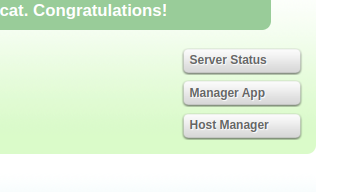 cat. Congratulations!
Server Status
Manager App
Host Manager